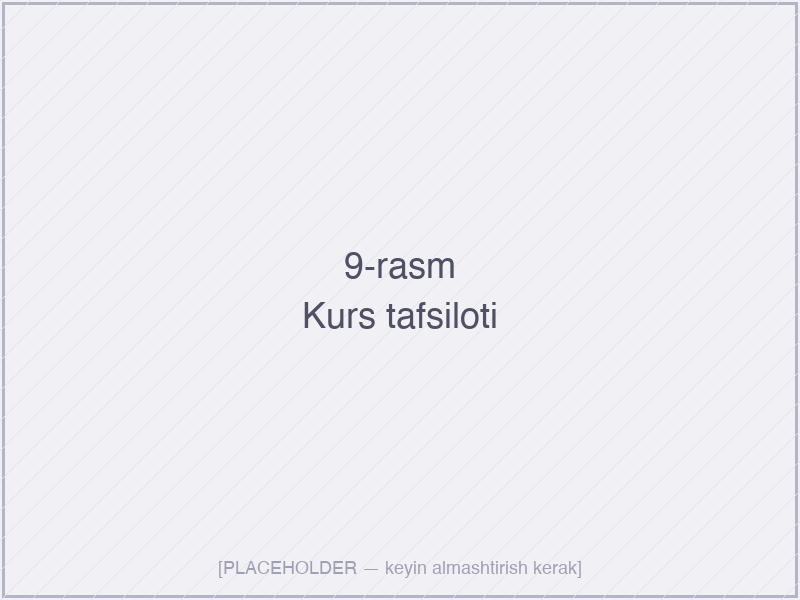 9-rasm
Kurs tafsiloti
[PLACEHOLDER — keyin almashtirish kerak]